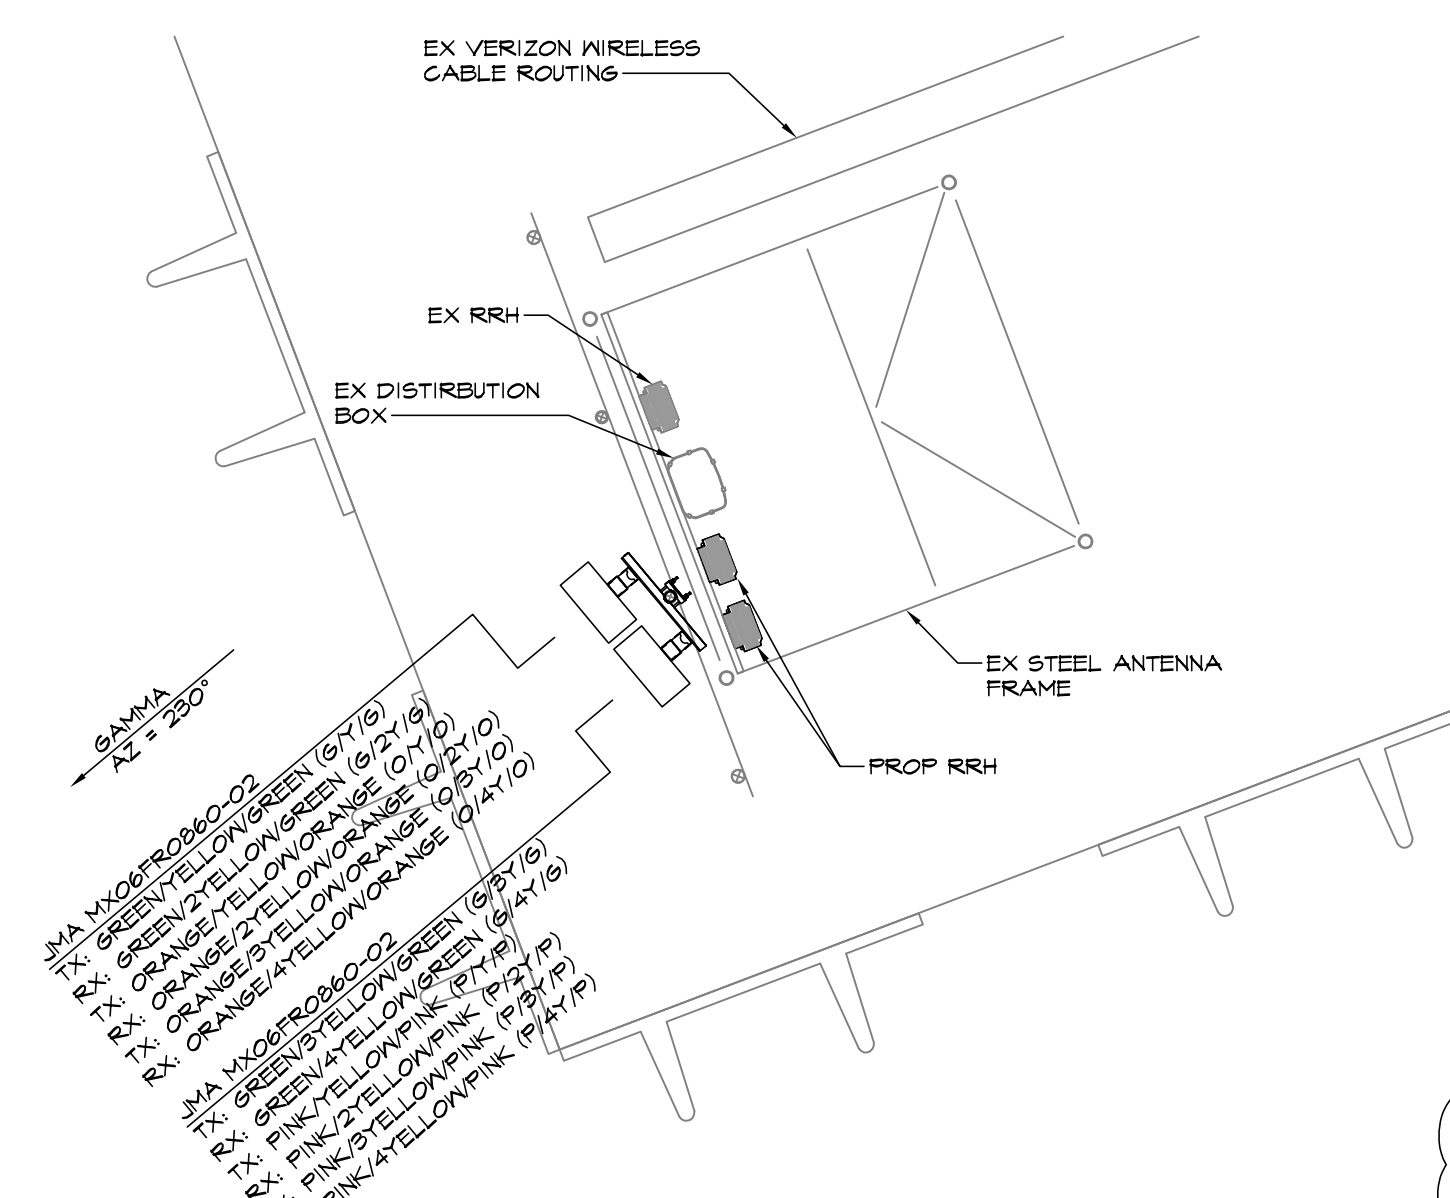 EX VERIZON WIRELESS
CABLE ROUTING
EX RRH
EX DISTIRBUTION
BOX
EX STEEL ANTENNA
FRAME
PROP RRH
GAMMA
AZ = 230°
JMA MX06FRO860-02
TX: GREEN/YELLOW/GREEN (G/Y/G)
RX: GREEN/2YELLOW/GREEN (G/2Y/G)
TX: ORANGE/YELLOW/ORANGE (O/Y/O)
RX: ORANGE/2YELLOW/ORANGE (O/2Y/O)
TX: ORANGE/3YELLOW/ORANGE (O/3Y/O)
RX: ORANGE/4YELLOW/ORANGE (O/4Y/O)
JMA MX06FRO860-02
TX: GREEN/3YELLOW/GREEN (G/3Y/G)
RX: GREEN/4YELLOW/GREEN (G/4Y/G)
TX: PINK/YELLOW/PINK (P/Y/P)
RX: PINK/2YELLOW/PINK (P/2Y/P)
PINK/3YELLOW/PINK (P/3Y/P)
PINK/4YELLOW/PINK (P/4Y/P)